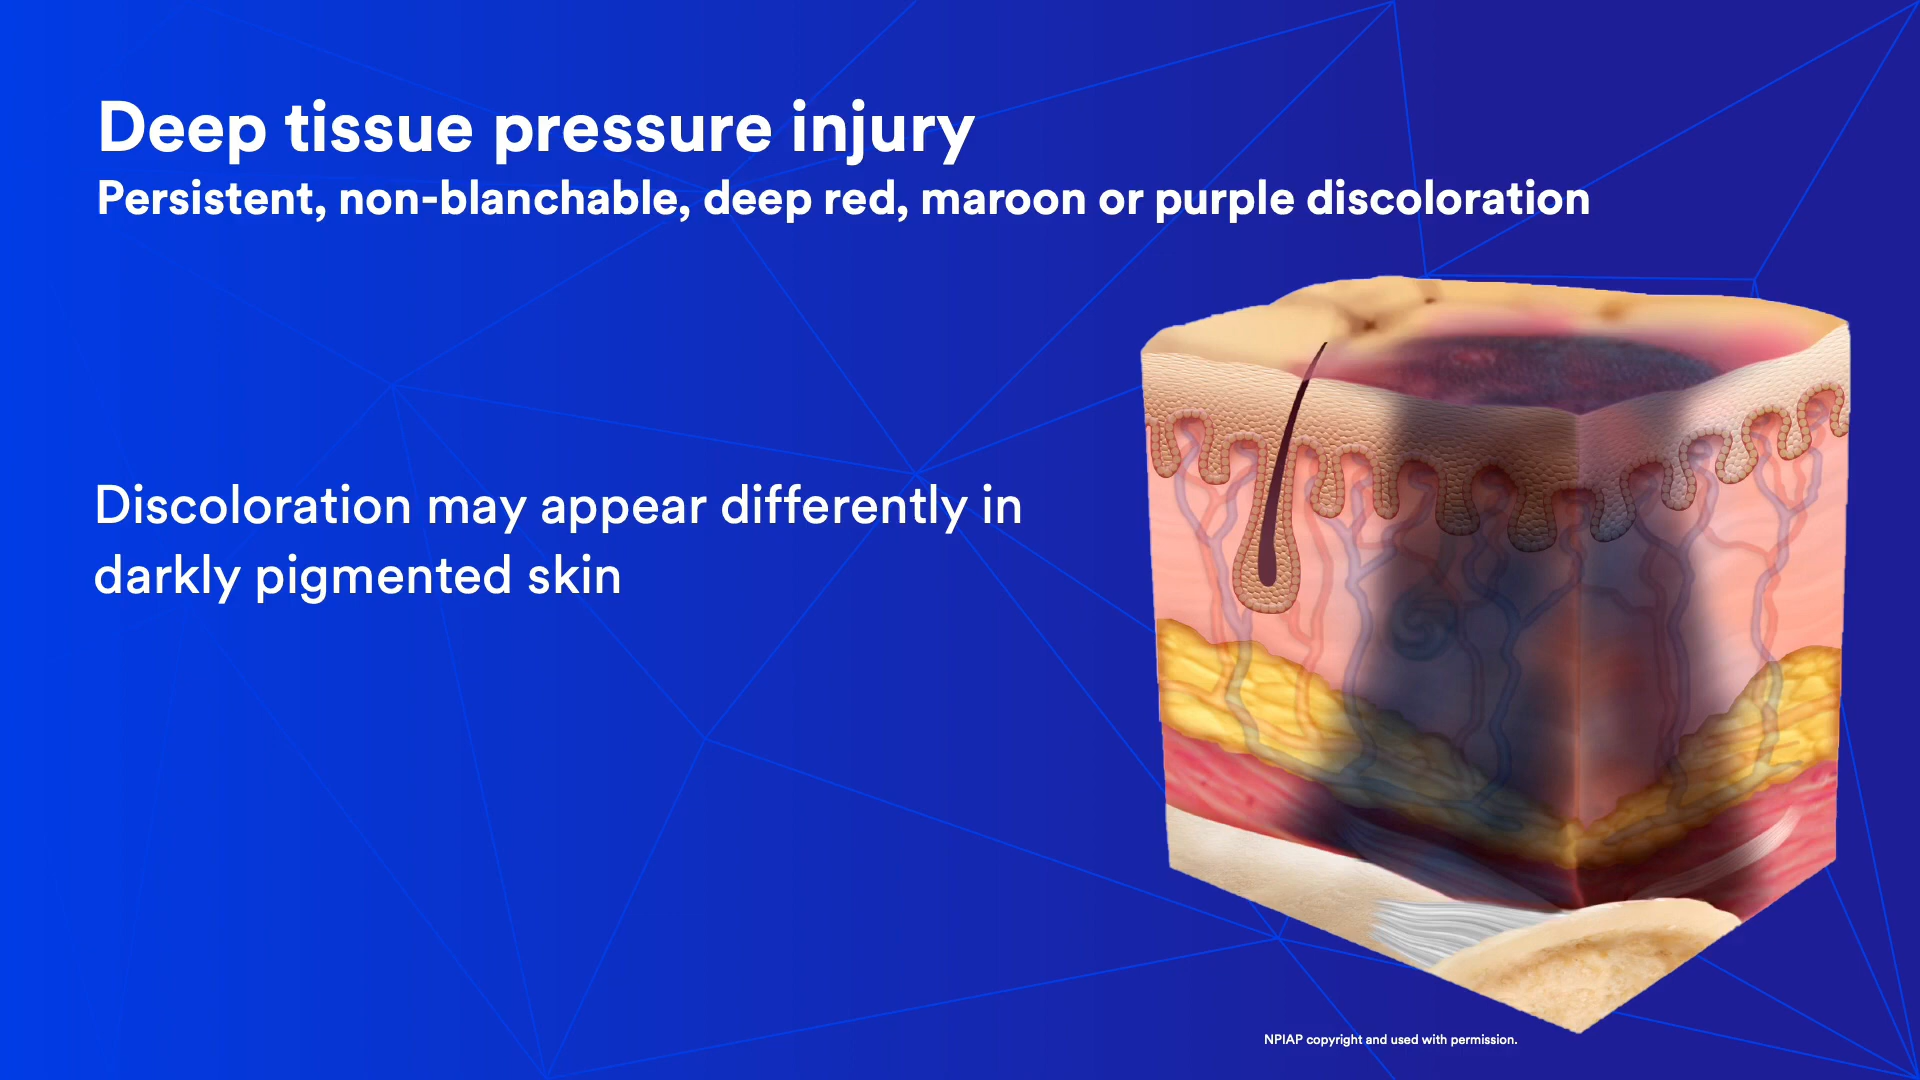 Deep tissue pressure injury
Persistent, non-blanchable, deep red, maroon or purple discoloration
Discoloration may appear differently in
darkly pigmented skin
NPIAP copyright and used with permission.